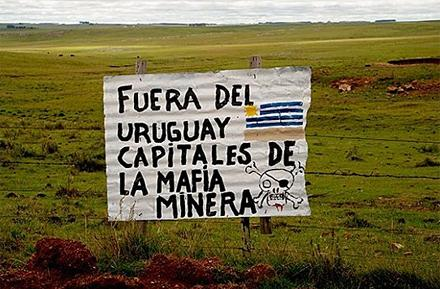 FUERA DEL
URUGUAY
CAPITALES DE
LA MAFIA
MINERA